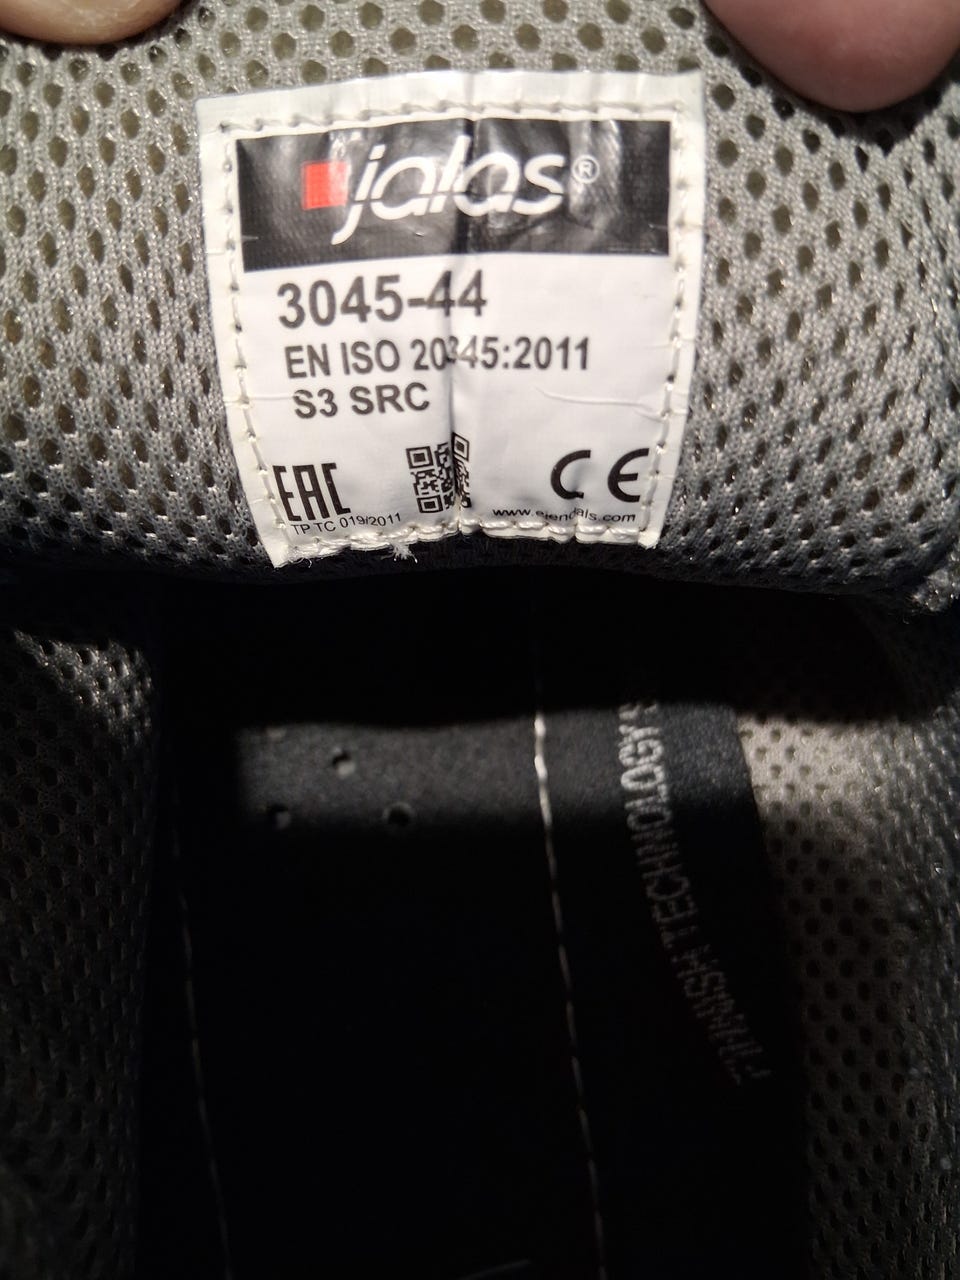 jalas®
3045-44
EN ISO 20345:2011
S3 SRC
EAC
CE
TP TC 019/2011
www.ejendals.com
FINNISH TECHNOLOGY